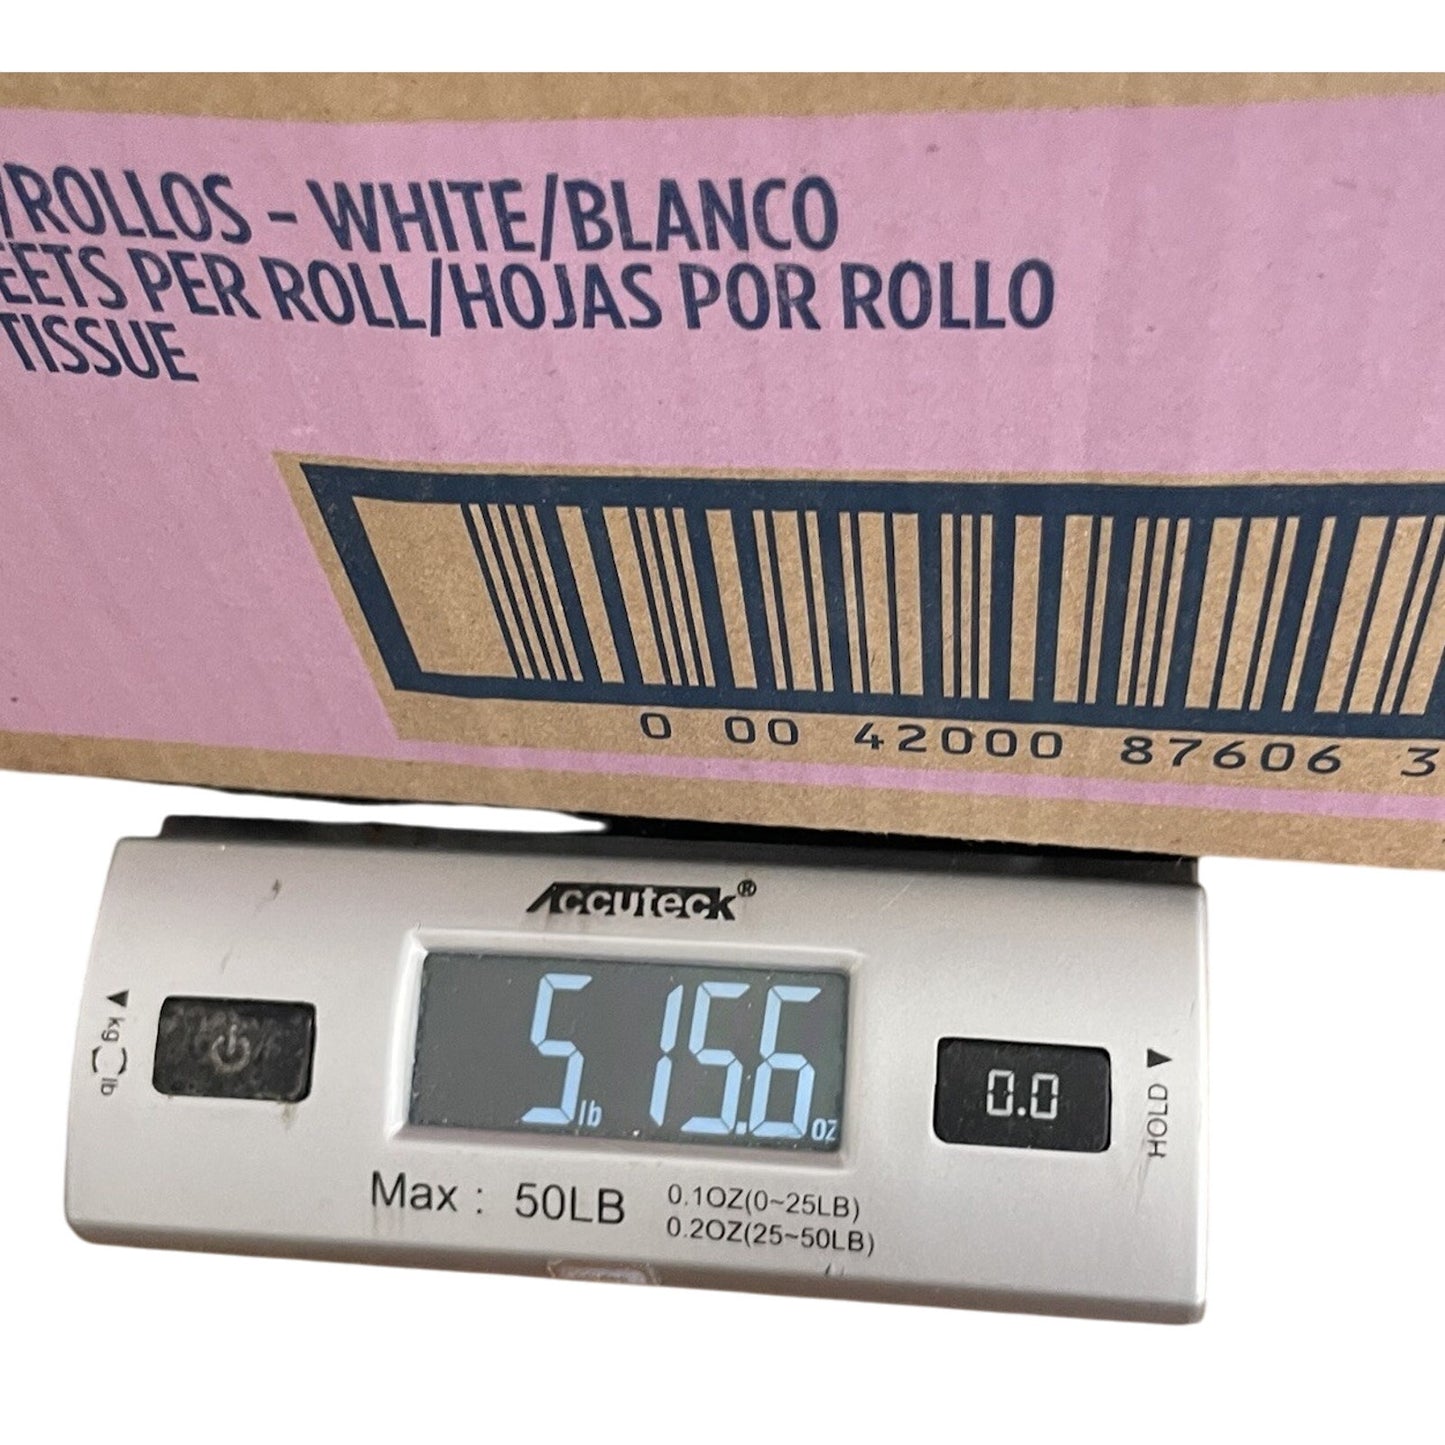 /ROLLOS - WHITE/BLANCO
EETS PER ROLL/HOJAS POR ROLLO
TISSUE
0 00 42000 87606 3
Accuteck®
5 lb 15.6 oz
▼ kg lb
0.0
▼ HOLD
Max : 50LB
0.1OZ(0~25LB)
0.2OZ(25~50LB)